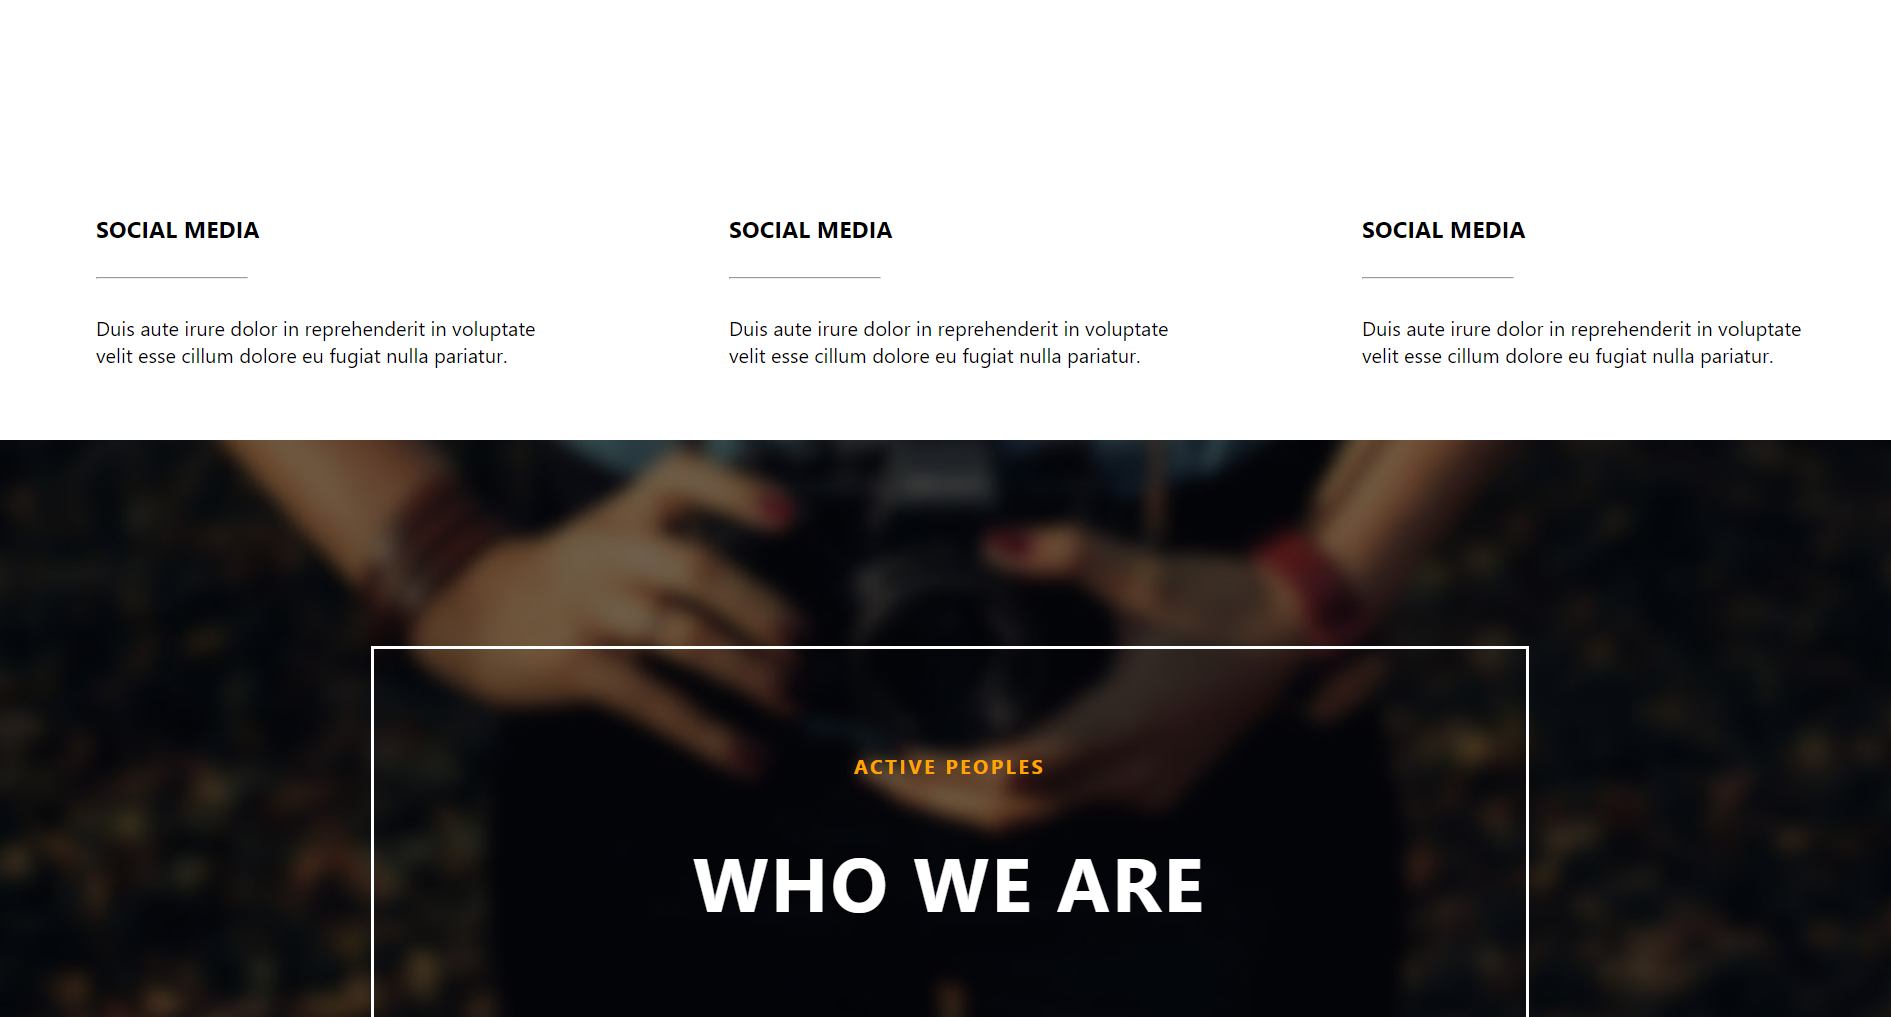 SOCIAL MEDIA
Duis aute irure dolor in reprehenderit in voluptate
velit esse cillum dolore eu fugiat nulla pariatur.
SOCIAL MEDIA
Duis aute irure dolor in reprehenderit in voluptate
velit esse cillum dolore eu fugiat nulla pariatur.
SOCIAL MEDIA
Duis aute irure dolor in reprehenderit in voluptate
velit esse cillum dolore eu fugiat nulla pariatur.
ACTIVE PEOPLES
WHO WE ARE